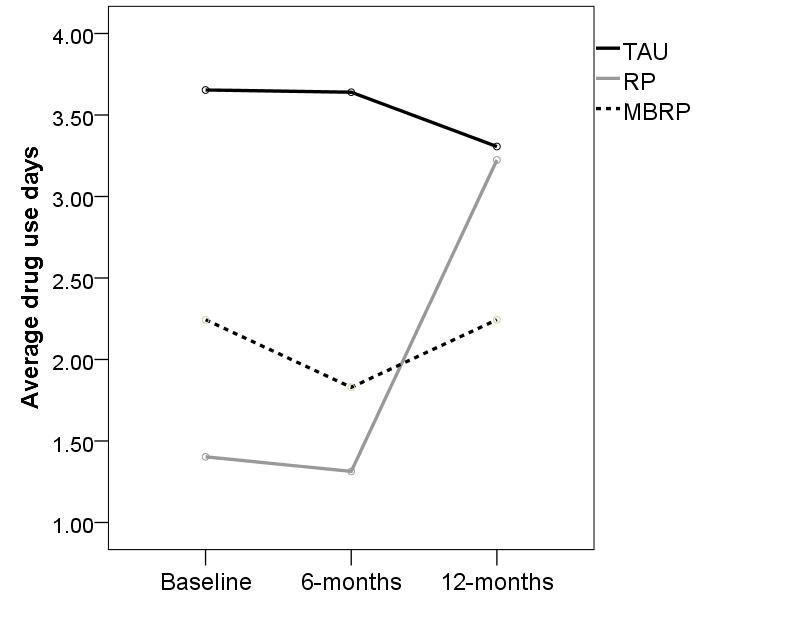 4.00
3.50
3.00
2.50
2.00
1.50
1.00
Average drug use days
Baseline
6-months
12-months
TAU
RP
MBRP